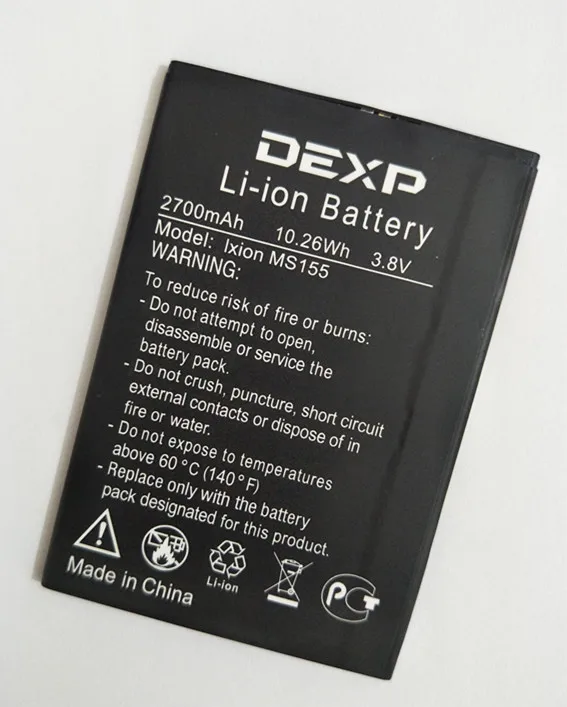 DEXP
Li-ion Battery
2700mAh 10.26Wh 3.8V
Model: Ixion MS155
WARNING:
To reduce risk of fire or burns:
- Do not attempt to open,
disassemble or service the
battery pack.
- Do not crush, puncture, short circuit
external contacts or dispose of in
fire or water.
- Do not expose to temperatures
above 60 °C (140°F)
- Replace only with the battery
pack designated for this product.
Li-ion
РСТ
Made in China